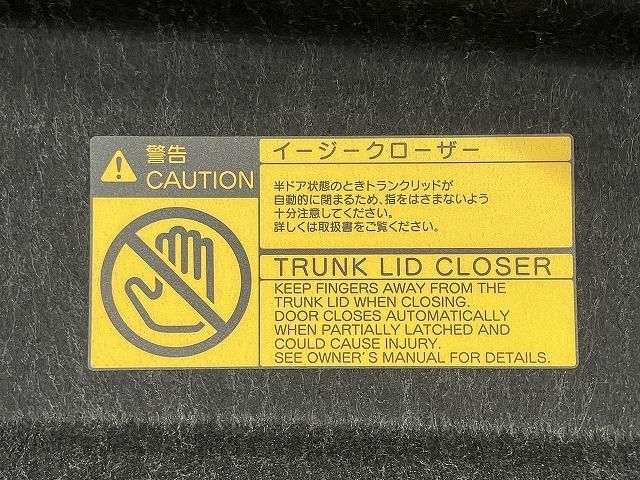 警告
CAUTION
イージークローザー
半ドア状態のときトランクリッドが
自動的に閉まるため、指をはさまないよう
十分注意してください。
詳しくは取扱書をご覧ください。
TRUNK LID CLOSER
KEEP FINGERS AWAY FROM THE
TRUNK LID WHEN CLOSING.
DOOR CLOSES AUTOMATICALLY
WHEN PARTIALLY LATCHED AND
COULD CAUSE INJURY.
SEE OWNER'S MANUAL FOR DETAILS.